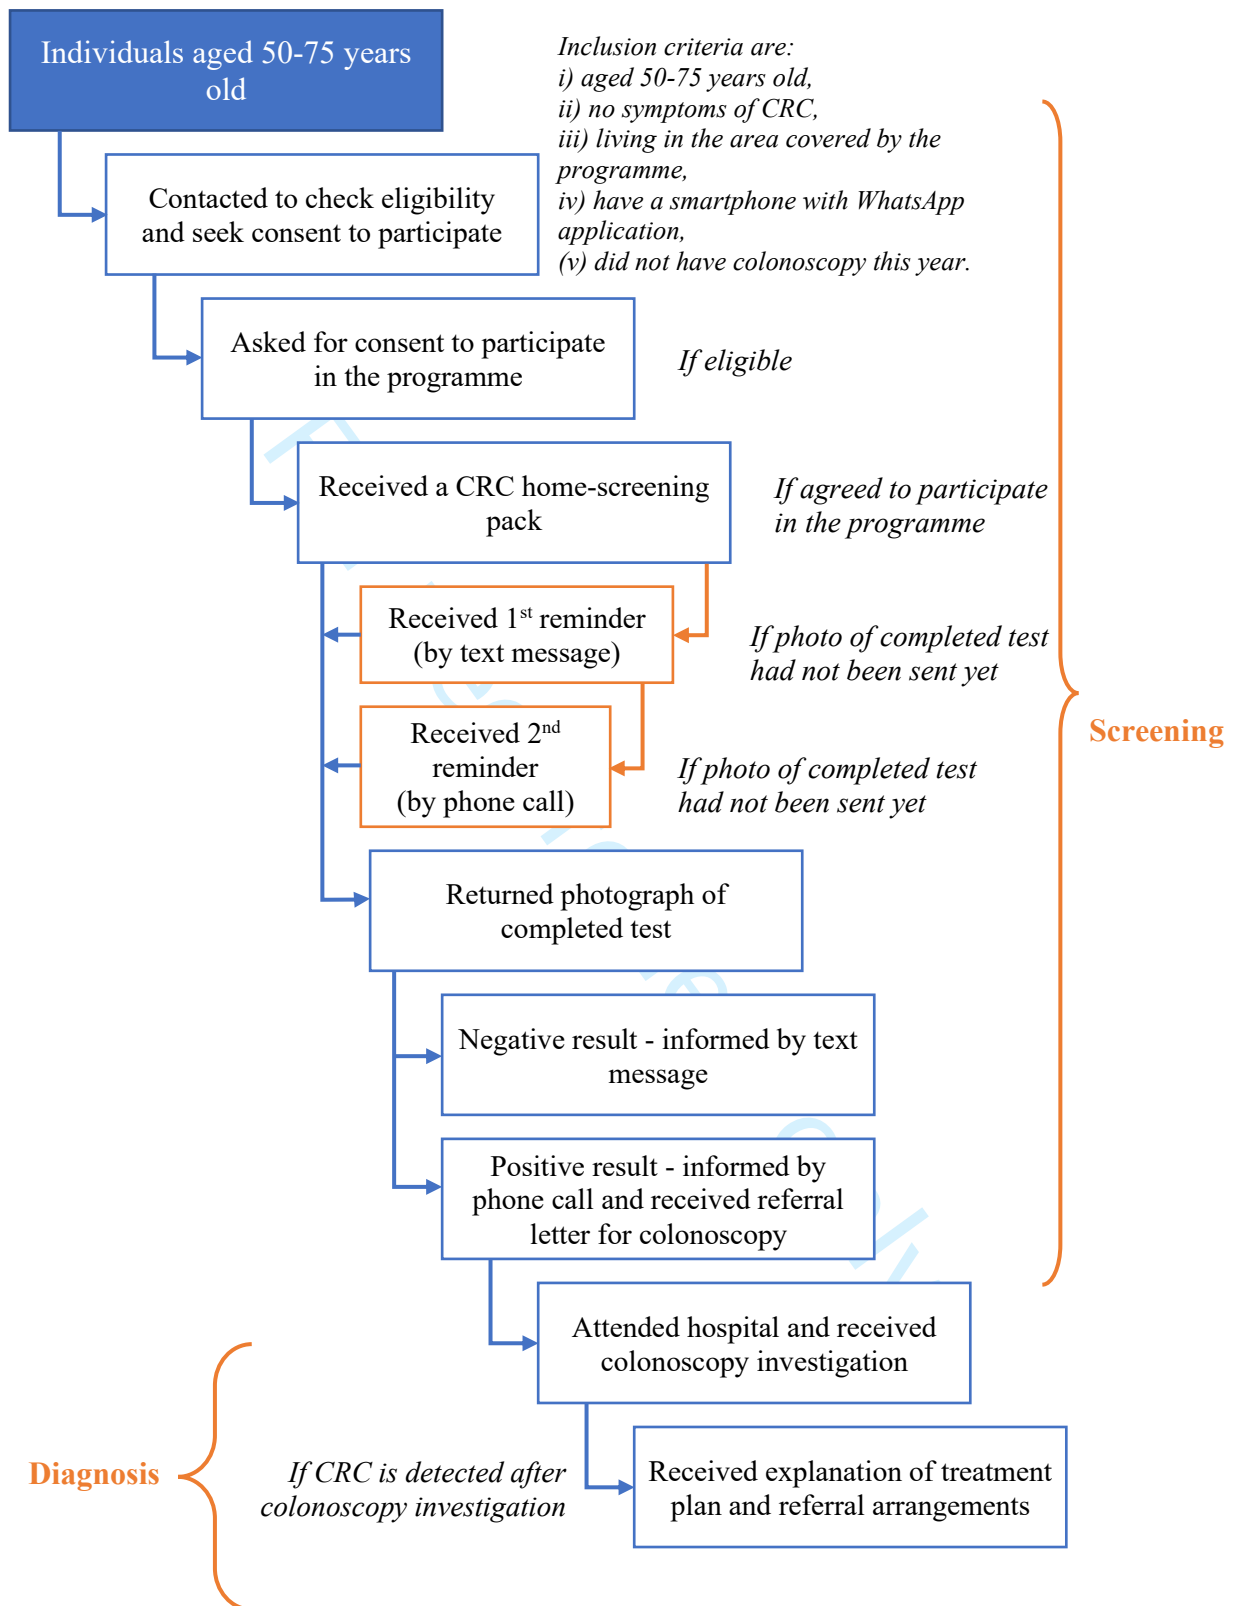 Individuals aged 50-75 years
old
Inclusion criteria are:
i) aged 50-75 years old,
ii) no symptoms of CRC,
iii) living in the area covered by the
programme,
iv) have a smartphone with WhatsApp
application,
(v) did not have colonoscopy this year.
Contacted to check eligibility
and seek consent to participate
Asked for consent to participate
in the programme
If eligible
Received a CRC home-screening
pack
If agreed to participate
in the programme
Received 1st reminder
(by text message)
If photo of completed test
had not been sent yet
Received 2nd
reminder
(by phone call)
If photo of completed test
had not been sent yet
Screening
Returned photograph of
completed test
Negative result - informed by text
message
Positive result - informed by
phone call and received referral
letter for colonoscopy
Attended hospital and received
colonoscopy investigation
Diagnosis
If CRC is detected after
colonoscopy investigation
Received explanation of treatment
plan and referral arrangements